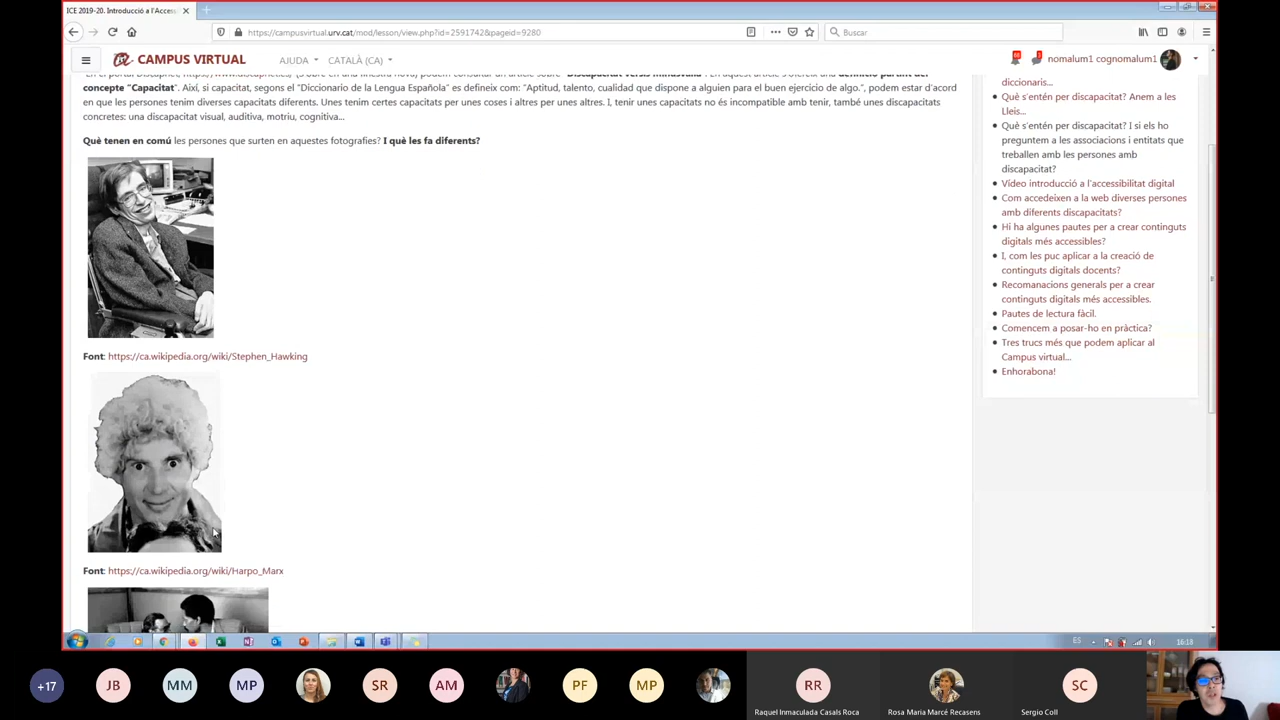 ICE 2019-20. Introducció a l'Acces
https://campusvirtual.urv.cat/mod/lesson/view.php?id=2591742&pageid=9280
Buscar
CAMPUS VIRTUAL
AJUDA
CATALÀ (CA)
nomalum1 cognomalum1
concepte "Capacitat". Així, si capacitat, segons el "Diccionario de la Lengua Española" es defineix com: "Aptitud, talento, cualidad que dispone a alguien para el buen ejercicio de algo.", podem estar d'acord
en que les persones tenim diverses capacitats diferents. Unes tenim certes capacitats per unes coses i altres per unes altres. I, tenir unes capacitats no és incompatible amb tenir, també unes discapacitats
concretes: una discapacitat visual, auditiva, motriu, cognitiva...
Què tenen en comú les persones que surten en aquestes fotografies? I què les fa diferents?
Font: https://ca.wikipedia.org/wiki/Stephen_Hawking
Font: https://ca.wikipedia.org/wiki/Harpo_Marx
diccionaris...
Què s'entén per discapacitat? Anem a les
Lleis...
Què s'entén per discapacitat? I si els ho
preguntem a les associacions i entitats que
treballen amb les persones amb
discapacitat?
Vídeo introducció a l'accessibilitat digital
Com accedeixen a la web diverses persones
amb diferents discapacitats?
Hi ha algunes pautes per a crear continguts
digitals més accessibles?
I, com les puc aplicar a la creació de
continguts digitals docents?
Recomanacions generals per a crear
continguts digitals més accessibles.
Pautes de lectura fàcil.
Comencem a posar-ho en pràctica?
Tres trucs més que podem aplicar al
Campus virtual...
Enhorabona!
ES
16:18
+17
JB
MM
MP
SR
AM
PF
MP
RR
SC
Raquel Inmaculada Casals Roca
Rosa Maria Marcé Recasens
Sergio Coll